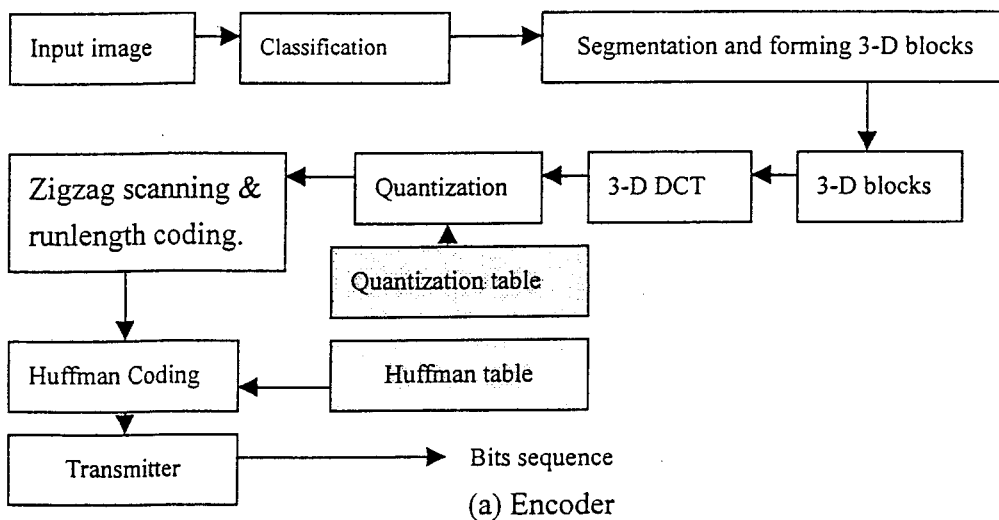 Input image
Classification
Segmentation and forming 3-D blocks
Zigzag scanning &
runlength coding.
Quantization
3-D DCT
3-D blocks
Quantization table
Huffman Coding
Huffman table
Transmitter
Bits sequence
(a) Encoder